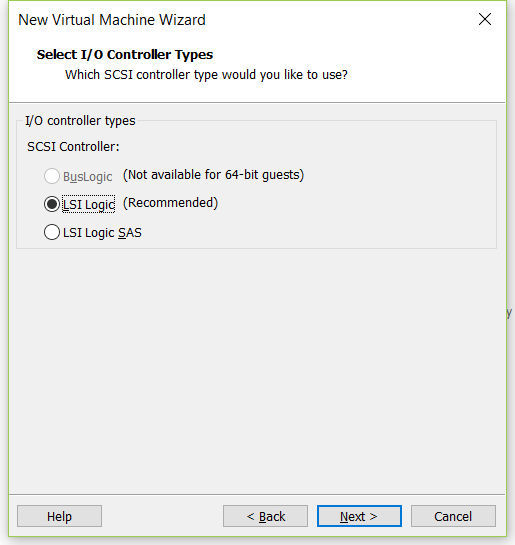 New Virtual Machine Wizard
Select I/O Controller Types
Which SCSI controller type would you like to use?
I/O controller types
SCSI Controller:
BusLogic (Not available for 64-bit guests)
LSI Logic (Recommended)
LSI Logic SAS
y
Help < Back Next > Cancel